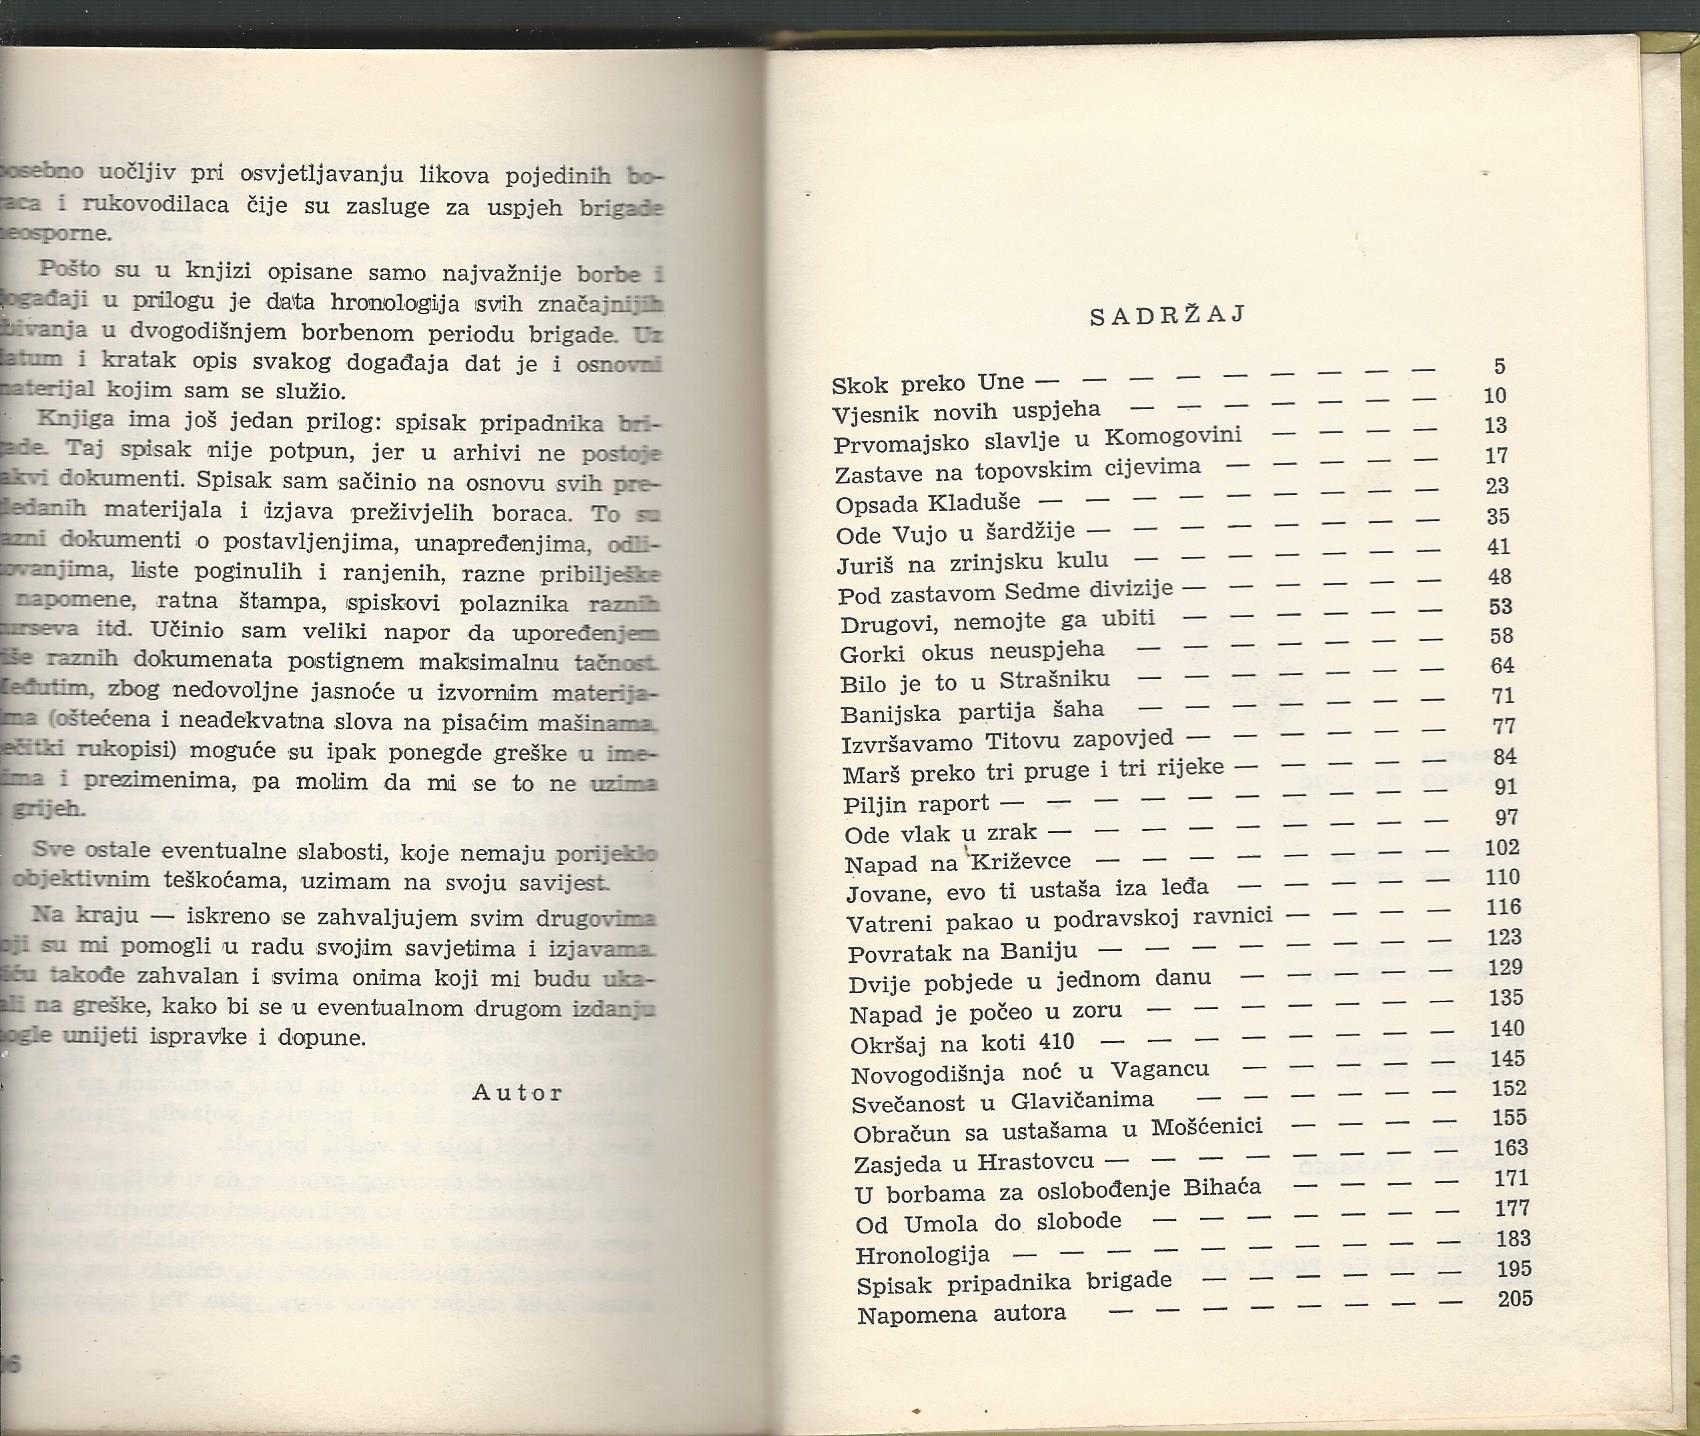 posebno uočljiv pri osvjetljavanju likova pojedinih bo-
raca i rukovodilaca čije su zasluge za uspjeh brigade
neosporne.
Pošto su u knjizi opisane samo najvažnije borbe i
događaji u prilogu je data hronologija svih značajnijih
zbivanja u dvogodišnjem borbenom periodu brigade. Uz
datum i kratak opis svakog događaja dat je i osnovni
materijal kojim sam se služio.
Knjiga ima još jedan prilog: spisak pripadnika bri-
gade. Taj spisak nije potpun, jer u arhivi ne postoje
takvi dokumenti. Spisak sam sačinio na osnovu svih pre-
gledanih materijala i izjava preživjelih boraca. To su
razni dokumenti o postavljenjima, unapređenjima, odli-
kovanjima, liste poginulih i ranjenih, razne pribilješke
napomene, ratna štampa, spiskovi polaznika raznih
kurseva itd. Učinio sam veliki napor da upoređenjem
više raznih dokumenata postignem maksimalnu tačnost.
Međutim, zbog nedovoljne jasnoće u izvornim materija-
lima (oštećena i neadekvatna slova na pisaćim mašinama,
nečitki rukopisi) moguće su ipak ponegde greške u ime-
nima i prezimenima, pa molim da mi se to ne uzima
grijeh.
Sve ostale eventualne slabosti, koje nemaju porijeklo
objektivnim teškoćama, uzimam na svoju savijest.
Na kraju — iskreno se zahvaljujem svim drugovima
koji su mi pomogli u radu svojim savjetima i izjavama.
Biću takođe zahvalan i svima onima koji mi budu uka-
zali na greške, kako bi se u eventualnom drugom izdanju
mogle unijeti ispravke i dopune.
Autor
SADRŽAJ
Skok preko Une — — — — — — — — — 5
Vjesnik novih uspjeha — — — — — — — 10
Prvomajsko slavlje u Komogovini — — — — 13
Zastave na topovskim cijevima — — — — — 17
Opsada Kladuše — — — — — — — — — 23
Ode Vujo u šardžije — — — — — — — — 35
Juriš na zrinjsku kulu — — — — — — — 41
Pod zastavom Sedme divizije — — — — — — 48
Drugovi, nemojte ga ubiti — — — — — — 53
Gorki okus neuspjeha — — — — — — — 58
Bilo je to u Strašniku — — — — — — — 64
Banijska partija šaha — — — — — — — 71
Izvršavamo Titovu zapovjed — — — — — — 77
Marš preko tri pruge i tri rijeke — — — — — 84
Piljin raport — — — — — — — — — — 91
Ode vlak u zrak — — — — — — — — — 97
Napad na Križevce — — — — — — — — 102
Jovane, evo ti ustaša iza leđa — — — — — 110
Vatreni pakao u podravskoj ravnici — — — — 116
Povratak na Baniju — — — — — — — — 123
Dvije pobjede u jednom danu — — — — — 129
Napad je počeo u zoru — — — — — — — 135
Okršaj na koti 410 — — — — — — — — 140
Novogodišnja noć u Vagancu — — — — — — 145
Svečanost u Glavičanima — — — — — — 152
Obračun sa ustašama u Mošćenici — — — — 155
Zasjeda u Hrastovcu — — — — — — — — 163
U borbama za oslobođenje Bihaća — — — — 171
Od Umola do slobode — — — — — — — 177
Hronologija — — — — — — — — — — 183
Spisak pripadnika brigade — — — — — — 195
Napomena autora — — — — — — — — 205